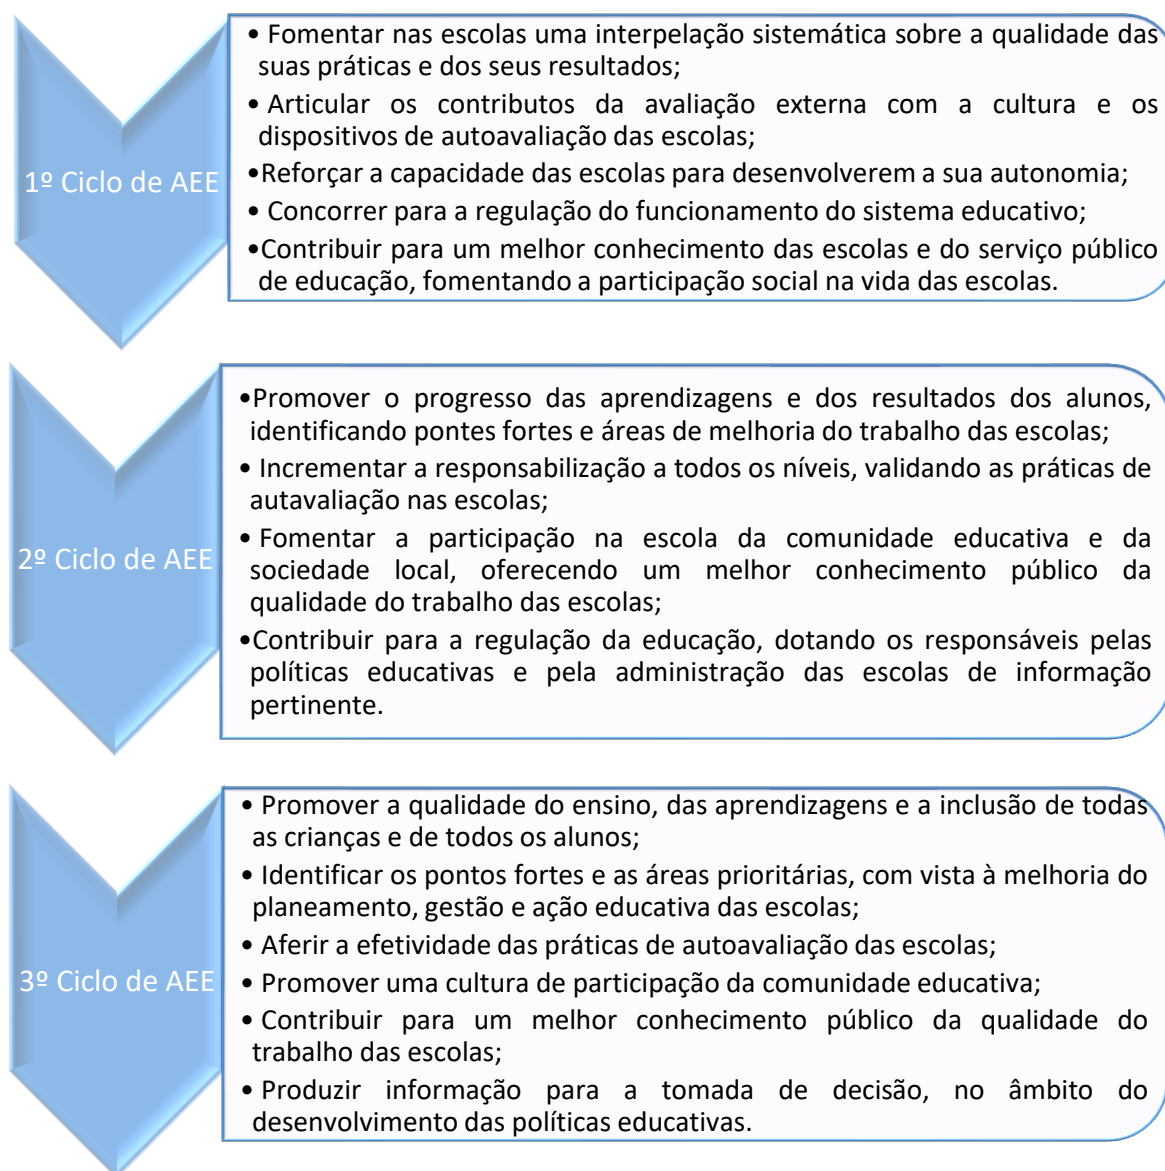 1º Ciclo de AEE
• Fomentar nas escolas uma interpelação sistemática sobre a qualidade das
suas práticas e dos seus resultados;
• Articular os contributos da avaliação externa com a cultura e os
dispositivos de autoavaliação das escolas;
•Reforçar a capacidade das escolas para desenvolverem a sua autonomia;
• Concorrer para a regulação do funcionamento do sistema educativo;
•Contribuir para um melhor conhecimento das escolas e do serviço público
de educação, fomentando a participação social na vida das escolas.
2º Ciclo de AEE
•Promover o progresso das aprendizagens e dos resultados dos alunos,
identificando pontes fortes e áreas de melhoria do trabalho das escolas;
• Incrementar a responsabilização a todos os níveis, validando as práticas de
autavaliação nas escolas;
• Fomentar a participação na escola da comunidade educativa e da
sociedade local, oferecendo um melhor conhecimento público da
qualidade do trabalho das escolas;
•Contribuir para a regulação da educação, dotando os responsáveis pelas
políticas educativas e pela administração das escolas de informação
pertinente.
3º Ciclo de AEE
• Promover a qualidade do ensino, das aprendizagens e a inclusão de todas
as crianças e de todos os alunos;
• Identificar os pontos fortes e as áreas prioritárias, com vista à melhoria do
planeamento, gestão e ação educativa das escolas;
• Aferir a efetividade das práticas de autoavaliação das escolas;
• Promover uma cultura de participação da comunidade educativa;
• Contribuir para um melhor conhecimento público da qualidade do
trabalho das escolas;
• Produzir informação para a tomada de decisão, no âmbito do
desenvolvimento das políticas educativas.